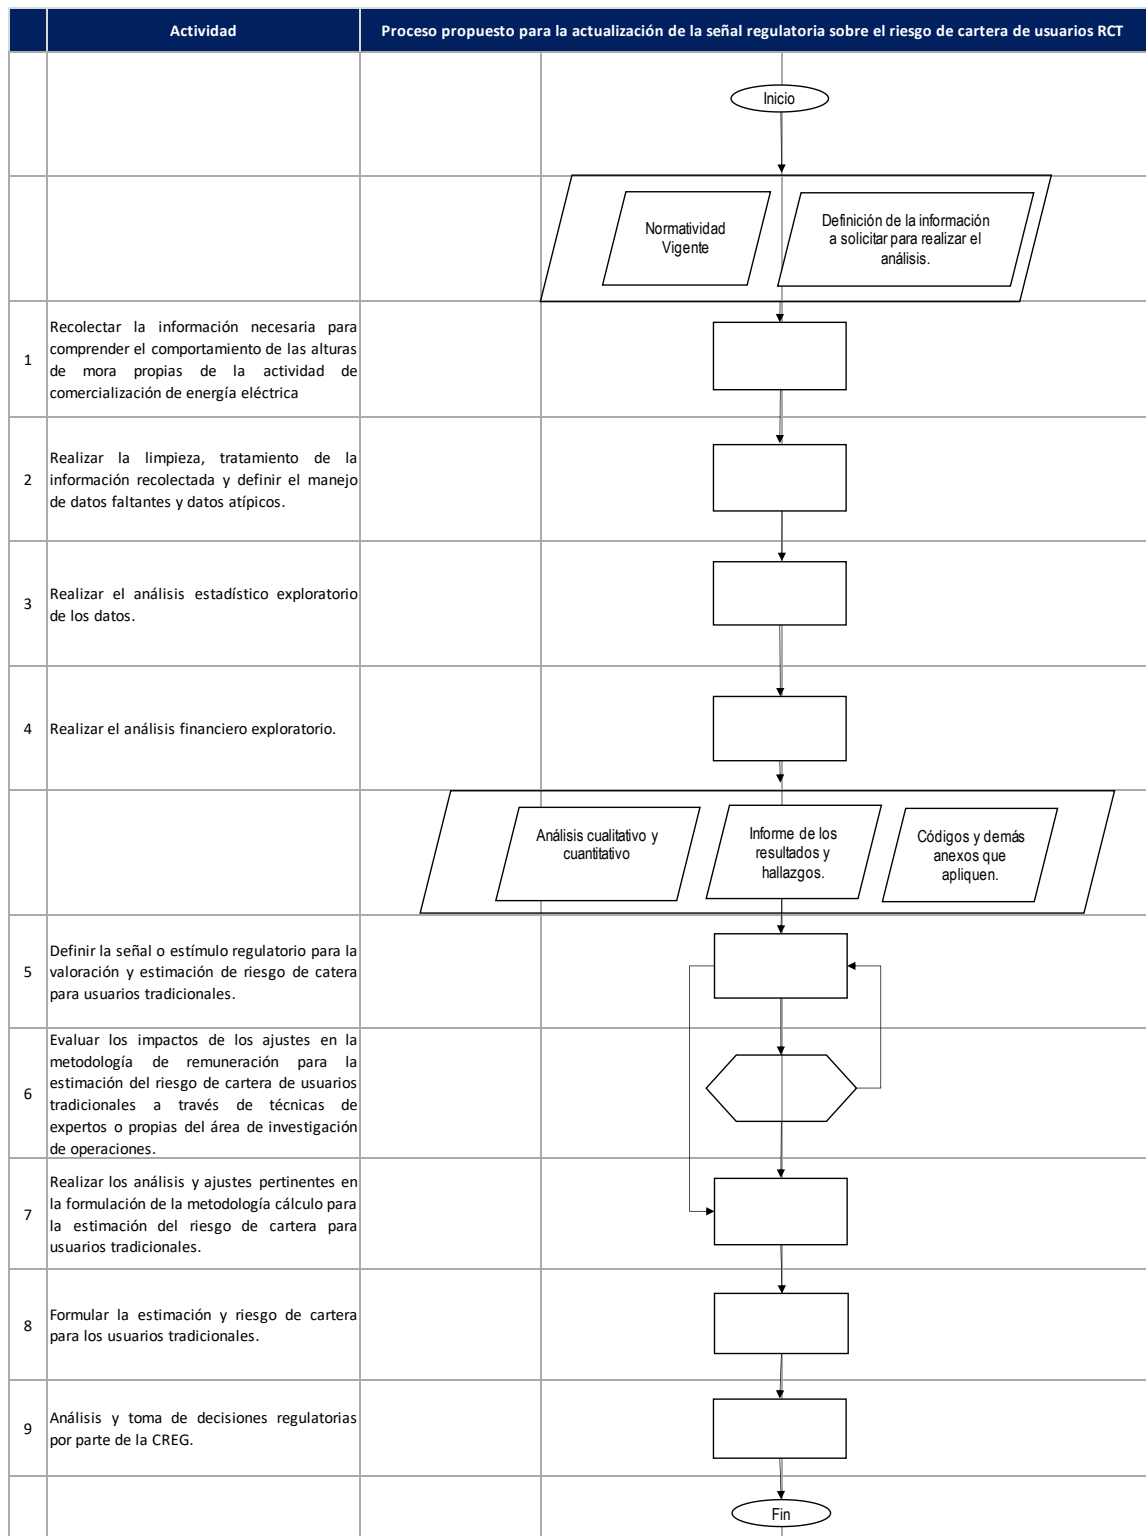 Actividad
Proceso propuesto para la actualización de la señal regulatoria sobre el riesgo de cartera de usuarios RCT
Inicio
Normatividad
Vigente
Definición de la información
a solicitar para realizar el
análisis.
1
Recolectar la información necesaria para
comprender el comportamiento de las alturas
de mora propias de la actividad de
comercialización de energía eléctrica
2
Realizar la limpieza, tratamiento de la
información recolectada y definir el manejo
de datos faltantes y datos atípicos.
3
Realizar el análisis estadístico exploratorio
de los datos.
4
Realizar el análisis financiero exploratorio.
Análisis cualitativo y
cuantitativo
Informe de los
resultados y
hallazgos.
Códigos y demás
anexos que
apliquen.
5
Definir la señal o estímulo regulatorio para la
valoración y estimación de riesgo de catera
para usuarios tradicionales.
6
Evaluar los impactos de los ajustes en la
metodología de remuneración para la
estimación del riesgo de cartera de usuarios
tradicionales a través de técnicas de
expertos o propias del área de investigación
de operaciones.
7
Realizar los análisis y ajustes pertinentes en
la formulación de la metodología cálculo para
la estimación del riesgo de cartera para
usuarios tradicionales.
8
Formular la estimación y riesgo de cartera
para los usuarios tradicionales.
9
Análisis y toma de decisiones regulatorias
por parte de la CREG.
Fin